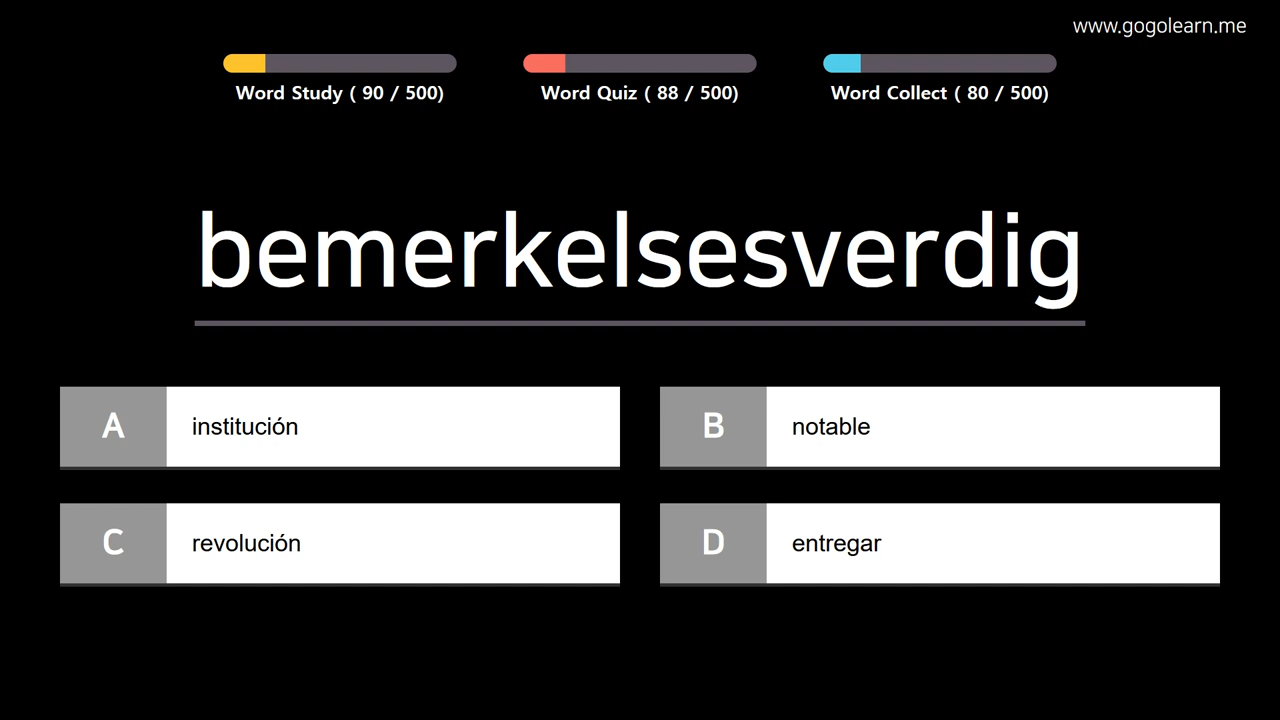 www.gogolearn.me
Word Study ( 90 / 500)
Word Quiz ( 88 / 500)
Word Collect ( 80 / 500)
bemerkelsesverdig
A
institución
B
notable
C
revolución
D
entregar